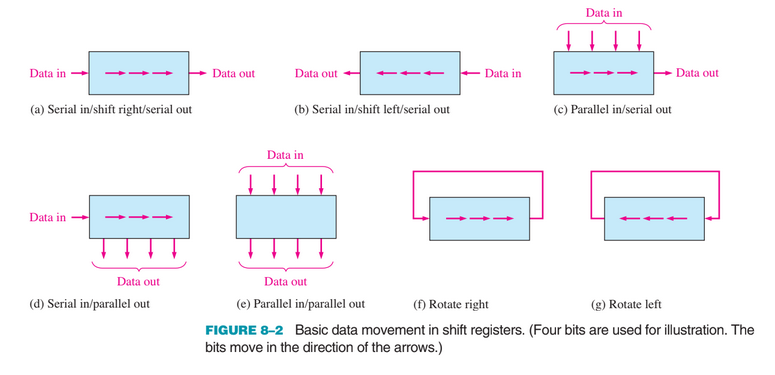 Data in
Data in
Data out
Data out
Data in
Data out
(a) Serial in/shift right/serial out
(b) Serial in/shift left/serial out
(c) Parallel in/serial out
Data in
Data in
Data out
Data out
(d) Serial in/parallel out
(e) Parallel in/parallel out
(f) Rotate right
(g) Rotate left
FIGURE 8–2 Basic data movement in shift registers. (Four bits are used for illustration. The
bits move in the direction of the arrows.)